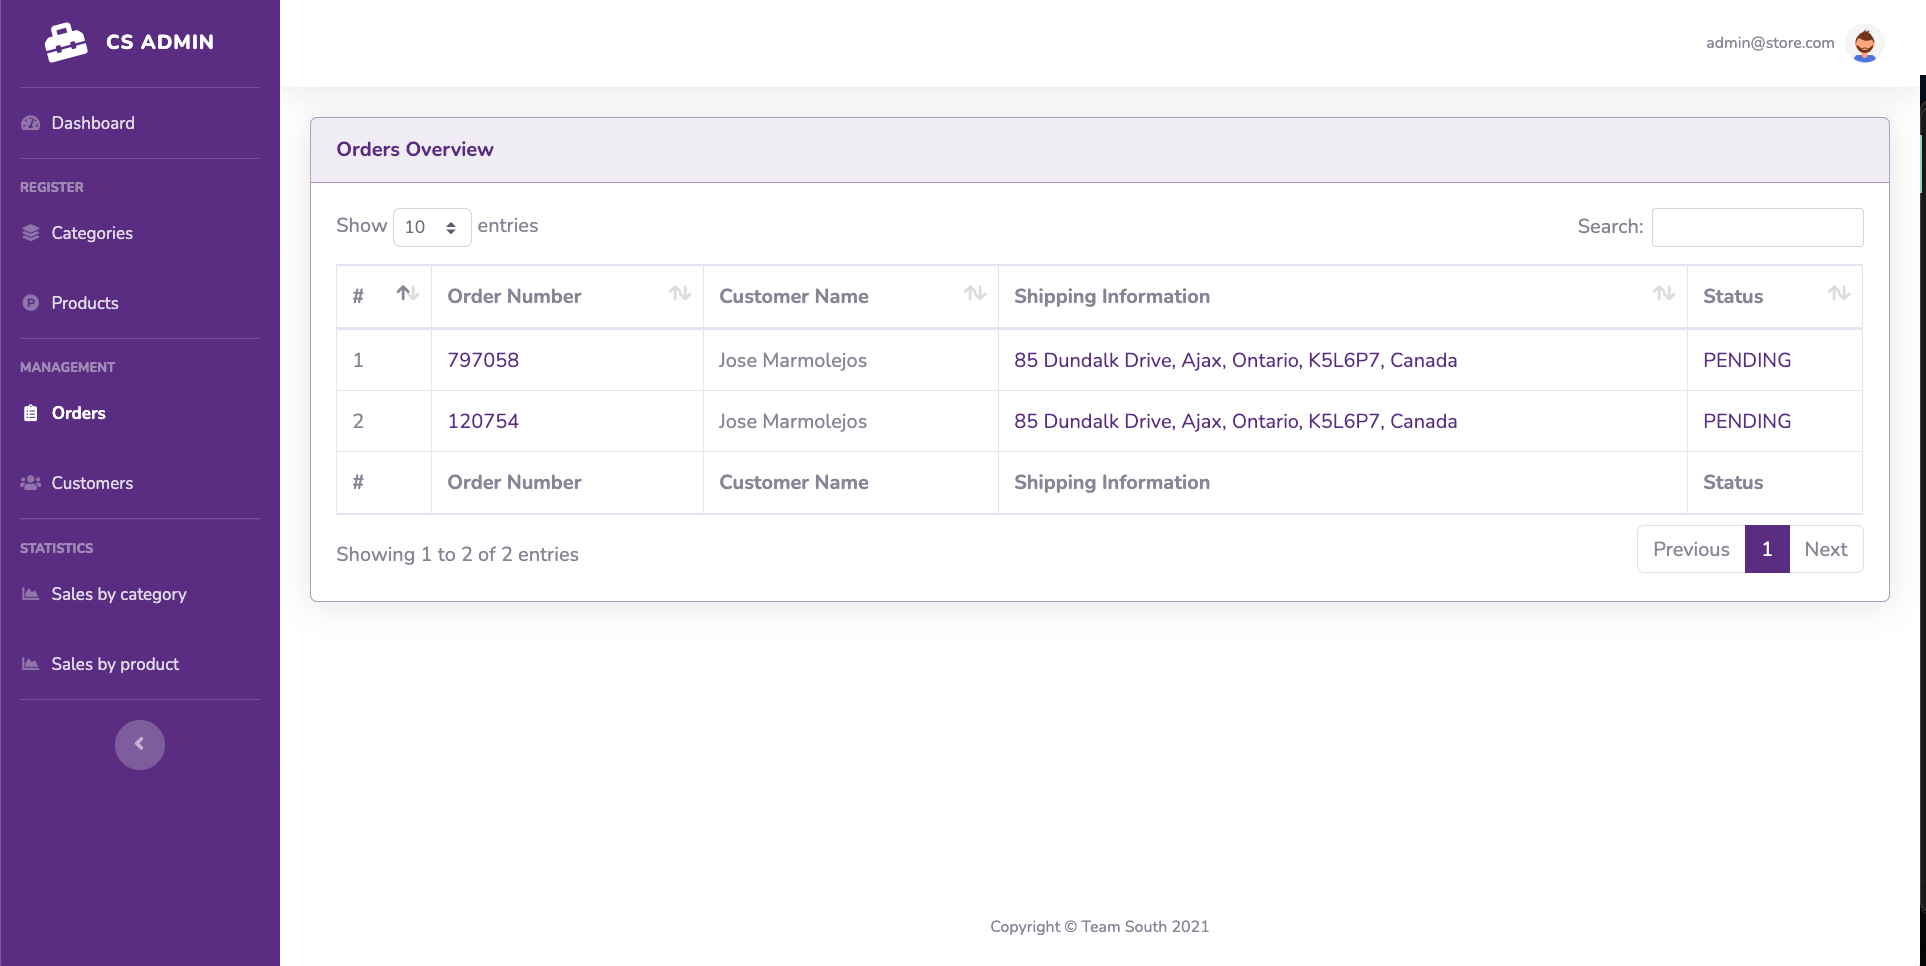 CS ADMIN
admin@store.com
Dashboard
REGISTER
Categories
Products
MANAGEMENT
Orders
Customers
STATISTICS
Sales by category
Sales by product
Orders Overview
Show 10 entries
Search:
# Order Number Customer Name Shipping Information Status
1 797058 Jose Marmolejos 85 Dundalk Drive, Ajax, Ontario, K5L6P7, Canada PENDING
2 120754 Jose Marmolejos 85 Dundalk Drive, Ajax, Ontario, K5L6P7, Canada PENDING
# Order Number Customer Name Shipping Information Status
Showing 1 to 2 of 2 entries
Previous 1 Next
Copyright © Team South 2021